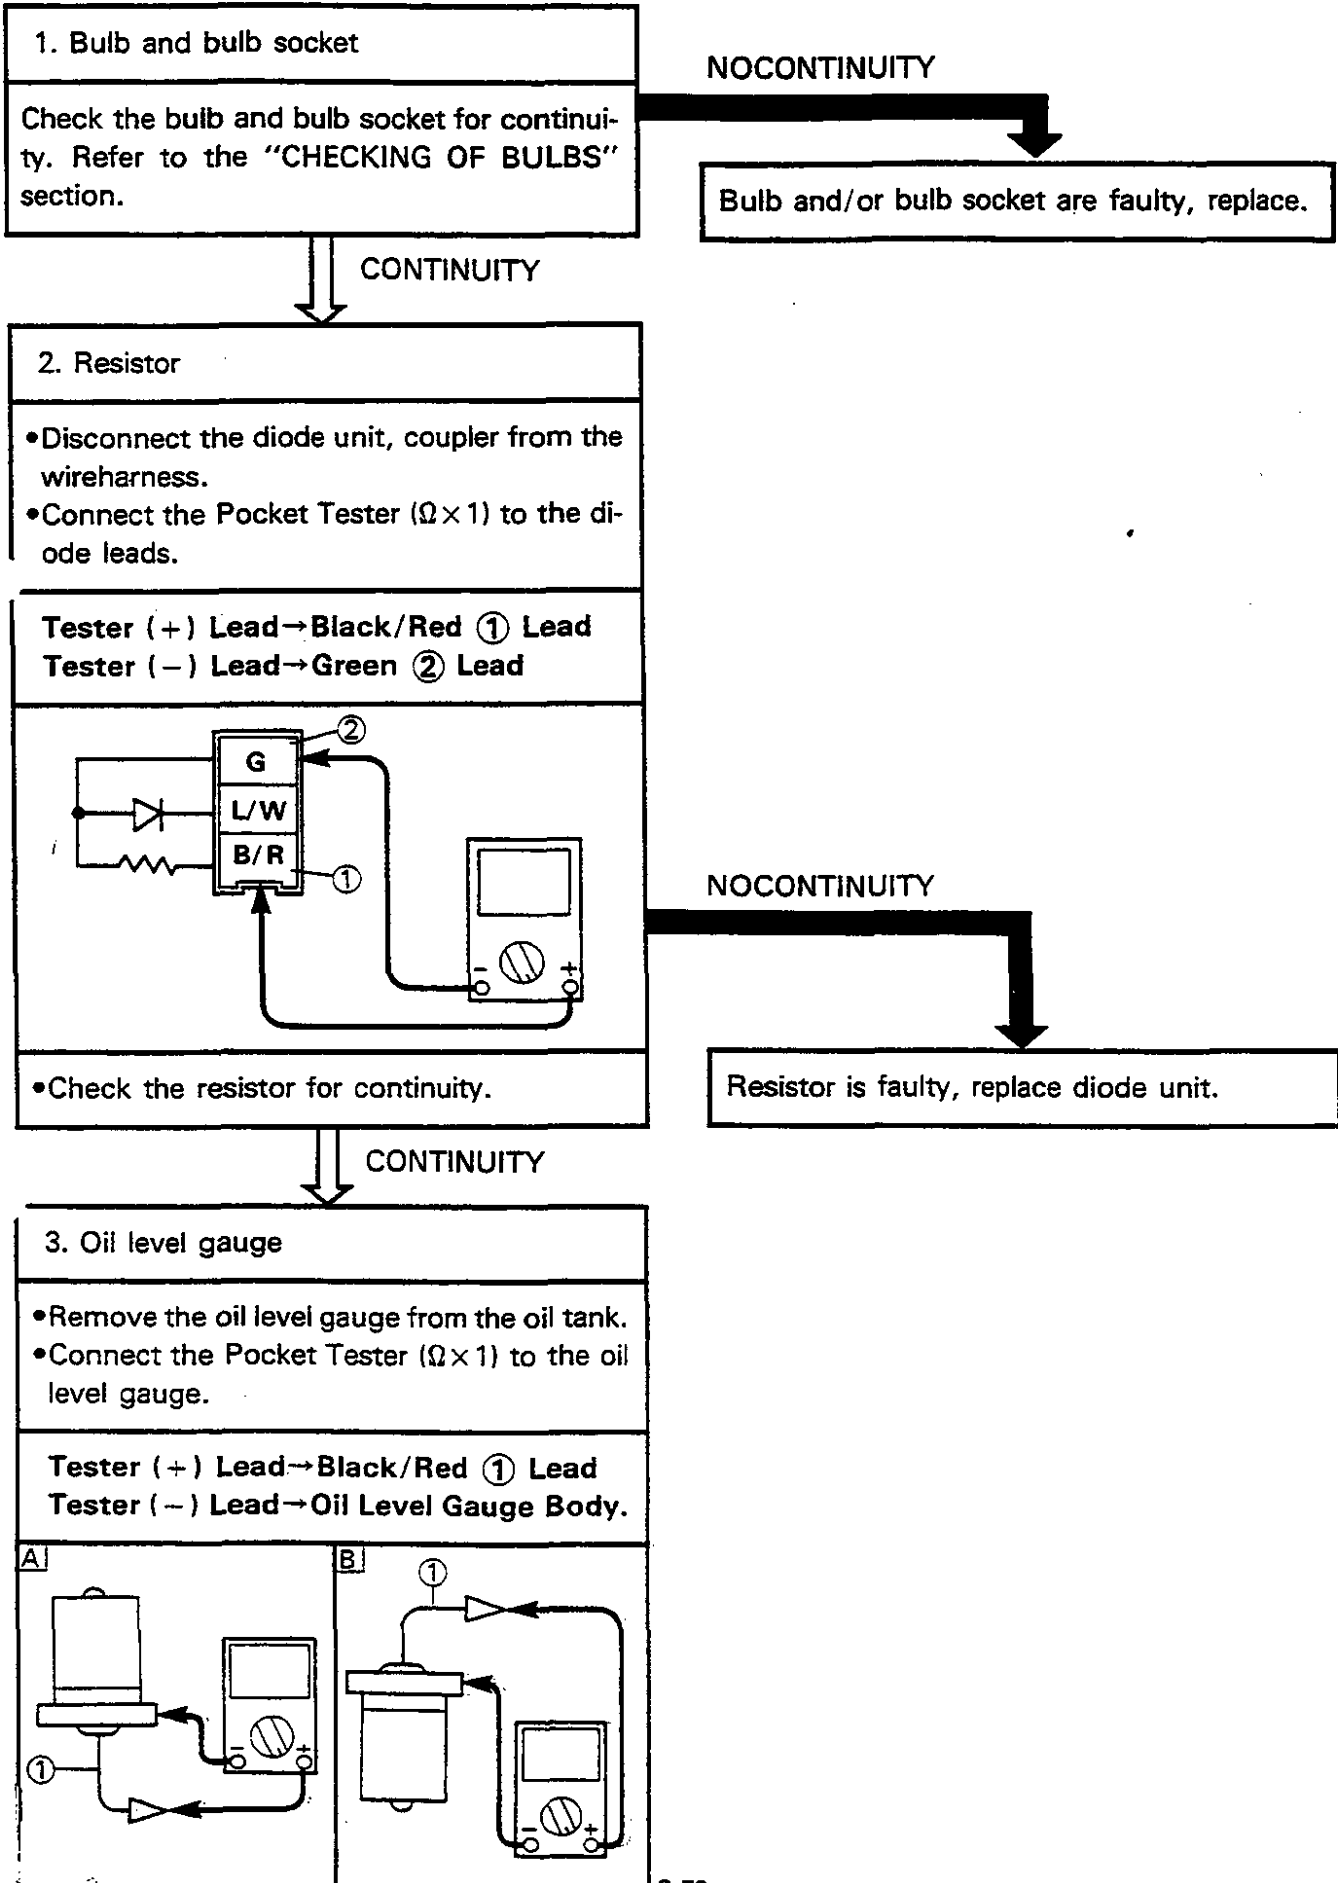 1. Bulb and bulb socket
Check the bulb and bulb socket for continui-
ty. Refer to the "CHECKING OF BULBS"
section.
NOCONTINUITY
Bulb and/or bulb socket are faulty, replace.
CONTINUITY
2. Resistor
•Disconnect the diode unit, coupler from the
wireharness.
•Connect the Pocket Tester (Ω×1) to the di-
ode leads.
Tester (+) Lead→Black/Red ① Lead
Tester (−) Lead→Green ② Lead
②
G
L/W
B/R
①
− +
•Check the resistor for continuity.
NOCONTINUITY
Resistor is faulty, replace diode unit.
CONTINUITY
3. Oil level gauge
•Remove the oil level gauge from the oil tank.
•Connect the Pocket Tester (Ω×1) to the oil
level gauge.
Tester (+) Lead→Black/Red ① Lead
Tester (−) Lead→Oil Level Gauge Body.
A
①
− +
B
①
− +